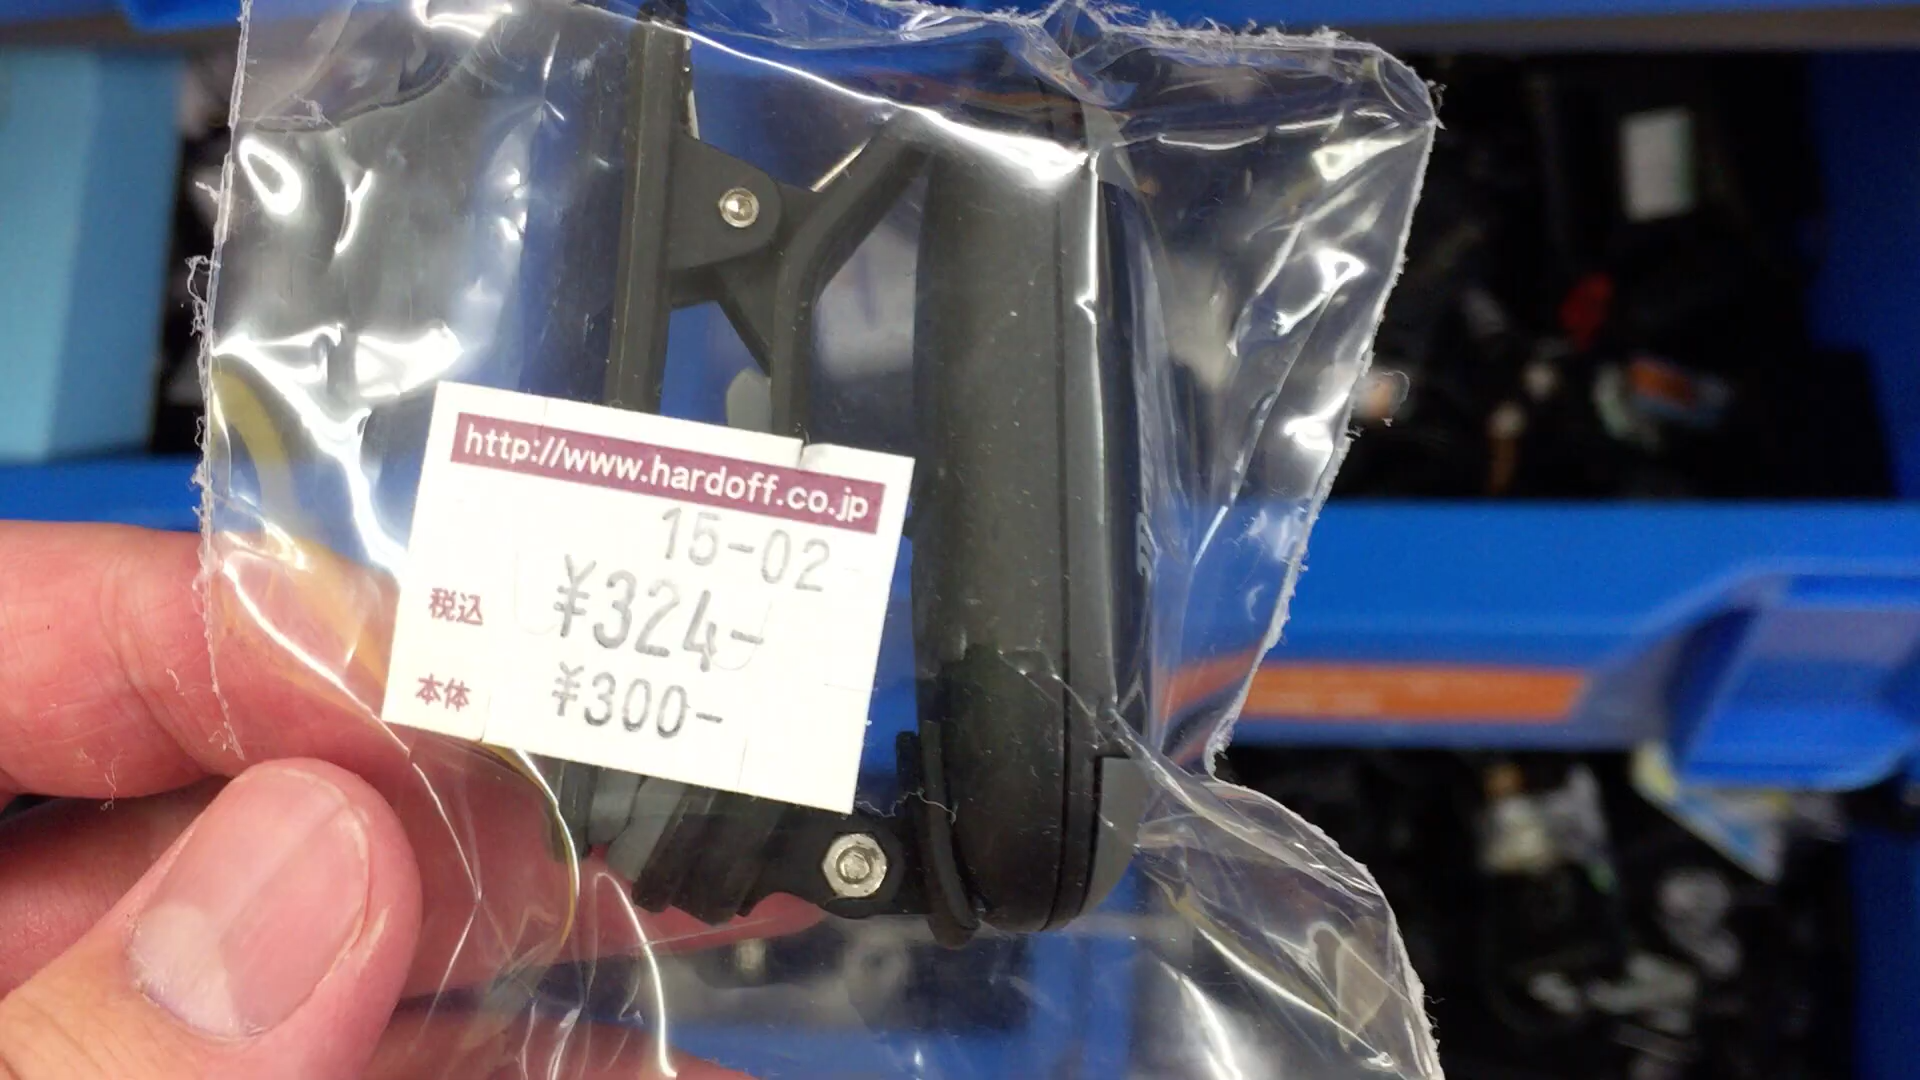 http://www.hardoff.co.jp
15-02
税込 ¥324-
本体 ¥300-